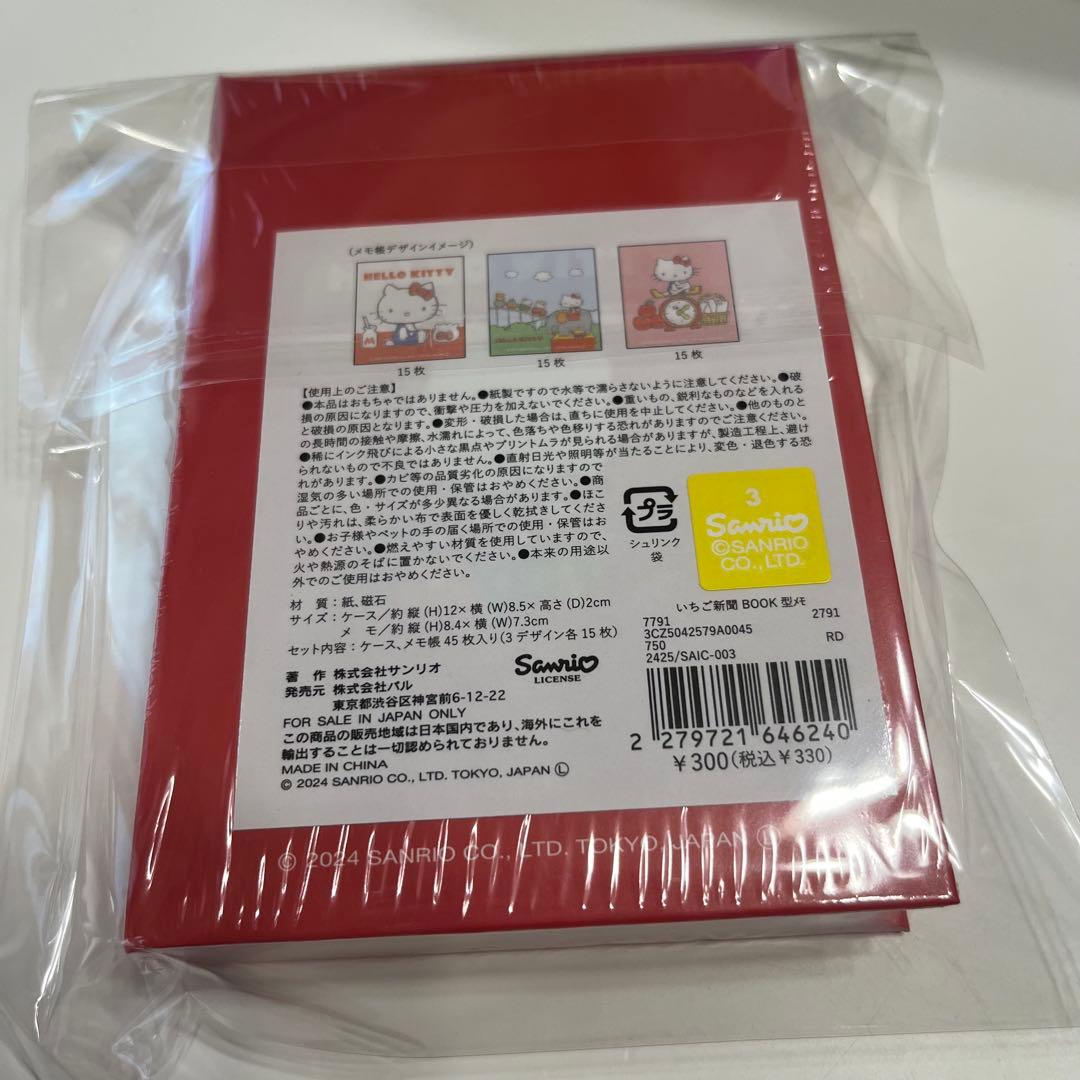 (メモ帳デザインイメージ)
HELLO KITTY
15枚
15枚
15枚
【使用上のご注意】
●本品はおもちゃではありません。●紙製ですので水等で濡らさないように注意してください。●破
損の原因になりますので、衝撃や圧力を加えないでください。●重いもの、鋭利なものなどを入れる
と破損の原因となります。●変形・破損した場合は、直ちに使用を中止してください。●他のものと
の長時間の接触や摩擦、水濡れによって、色落ちや色移りする恐れがありますのでご注意ください。
●稀にインク飛びによる小さな黒点やプリントムラが見られる場合がありますが、製造工程上、避け
られないもので不良ではありません。●直射日光や照明等が当たることにより、変色・退色する恐
れがあります。●カビ等の品質劣化の原因になりますので
湿気の多い場所での使用・保管はおやめください。●商
品ごとに、色・サイズが多少異なる場合があります。●ほこ
りや汚れは、柔らかい布で表面を優しく乾拭きしてくださ
い。●お子様やペットの手の届く場所での使用・保管はお
やめください。●燃えやすい材質を使用していますので、
火や熱源のそばに置かないでください。●本来の用途以
外でのご使用はおやめください。
プラ
シュリンク
袋
3
Sanrio
©SANRIO
CO.,LTD.
材 質:紙、磁石
サイズ:ケース/約 縦(H)12×横(W)8.5×高さ(D)2cm
メ モ/約 縦(H)8.4×横(W)7.3cm
セット内容:ケース、メモ帳45枚入り(3デザイン各15枚)
著 作 株式会社サンリオ
発売元 株式会社パル
東京都渋谷区神宮前6-12-22
FOR SALE IN JAPAN ONLY
この商品の販売地域は日本国内であり、海外にこれを
輸出することは一切認められておりません。
MADE IN CHINA
© 2024 SANRIO CO., LTD. TOKYO, JAPAN Ⓛ
Sanrio
LICENSE
いちご新聞 BOOK 型メモ
7791 2791
3CZ5042579A0045
750 RD
2425/SAIC-003
2 279721 646240
¥300(税込¥330)
© 2024 SANRIO CO., LTD. TOKYO, JAPAN Ⓛ